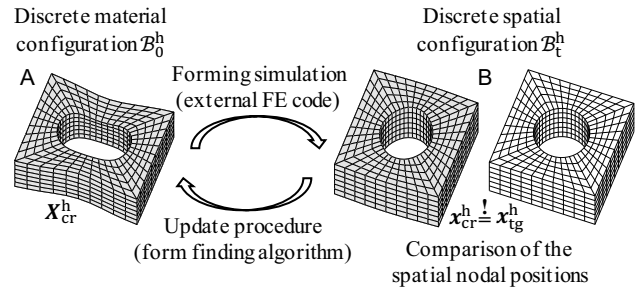 Discrete material
configuration ℬ₀ʰ
Discrete spatial
configuration ℬₜʰ
A
Forming simulation
(external FE code)
B
Xʰcr
Update procedure
(form finding algorithm)
xʰcr =! xʰtg
Comparison of the
spatial nodal positions